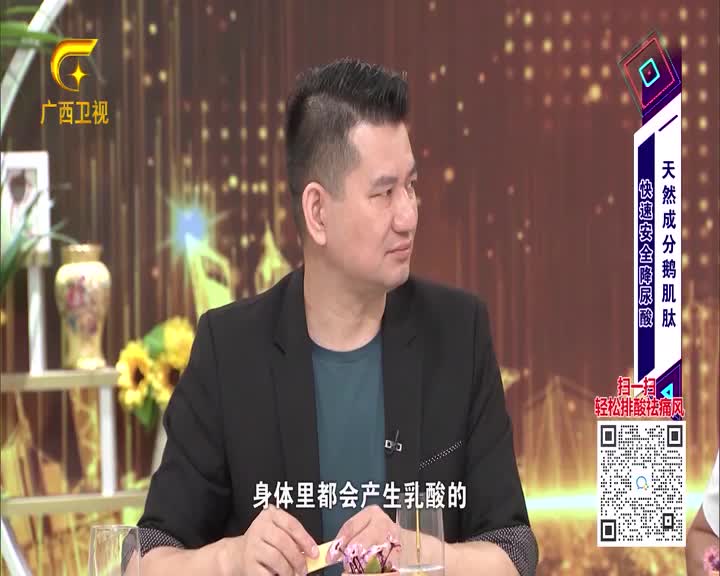 广西卫视
天然成分鹅肌肽
快速安全降尿酸
扫一扫
轻松排酸祛痛风
身体里都会产生乳酸的